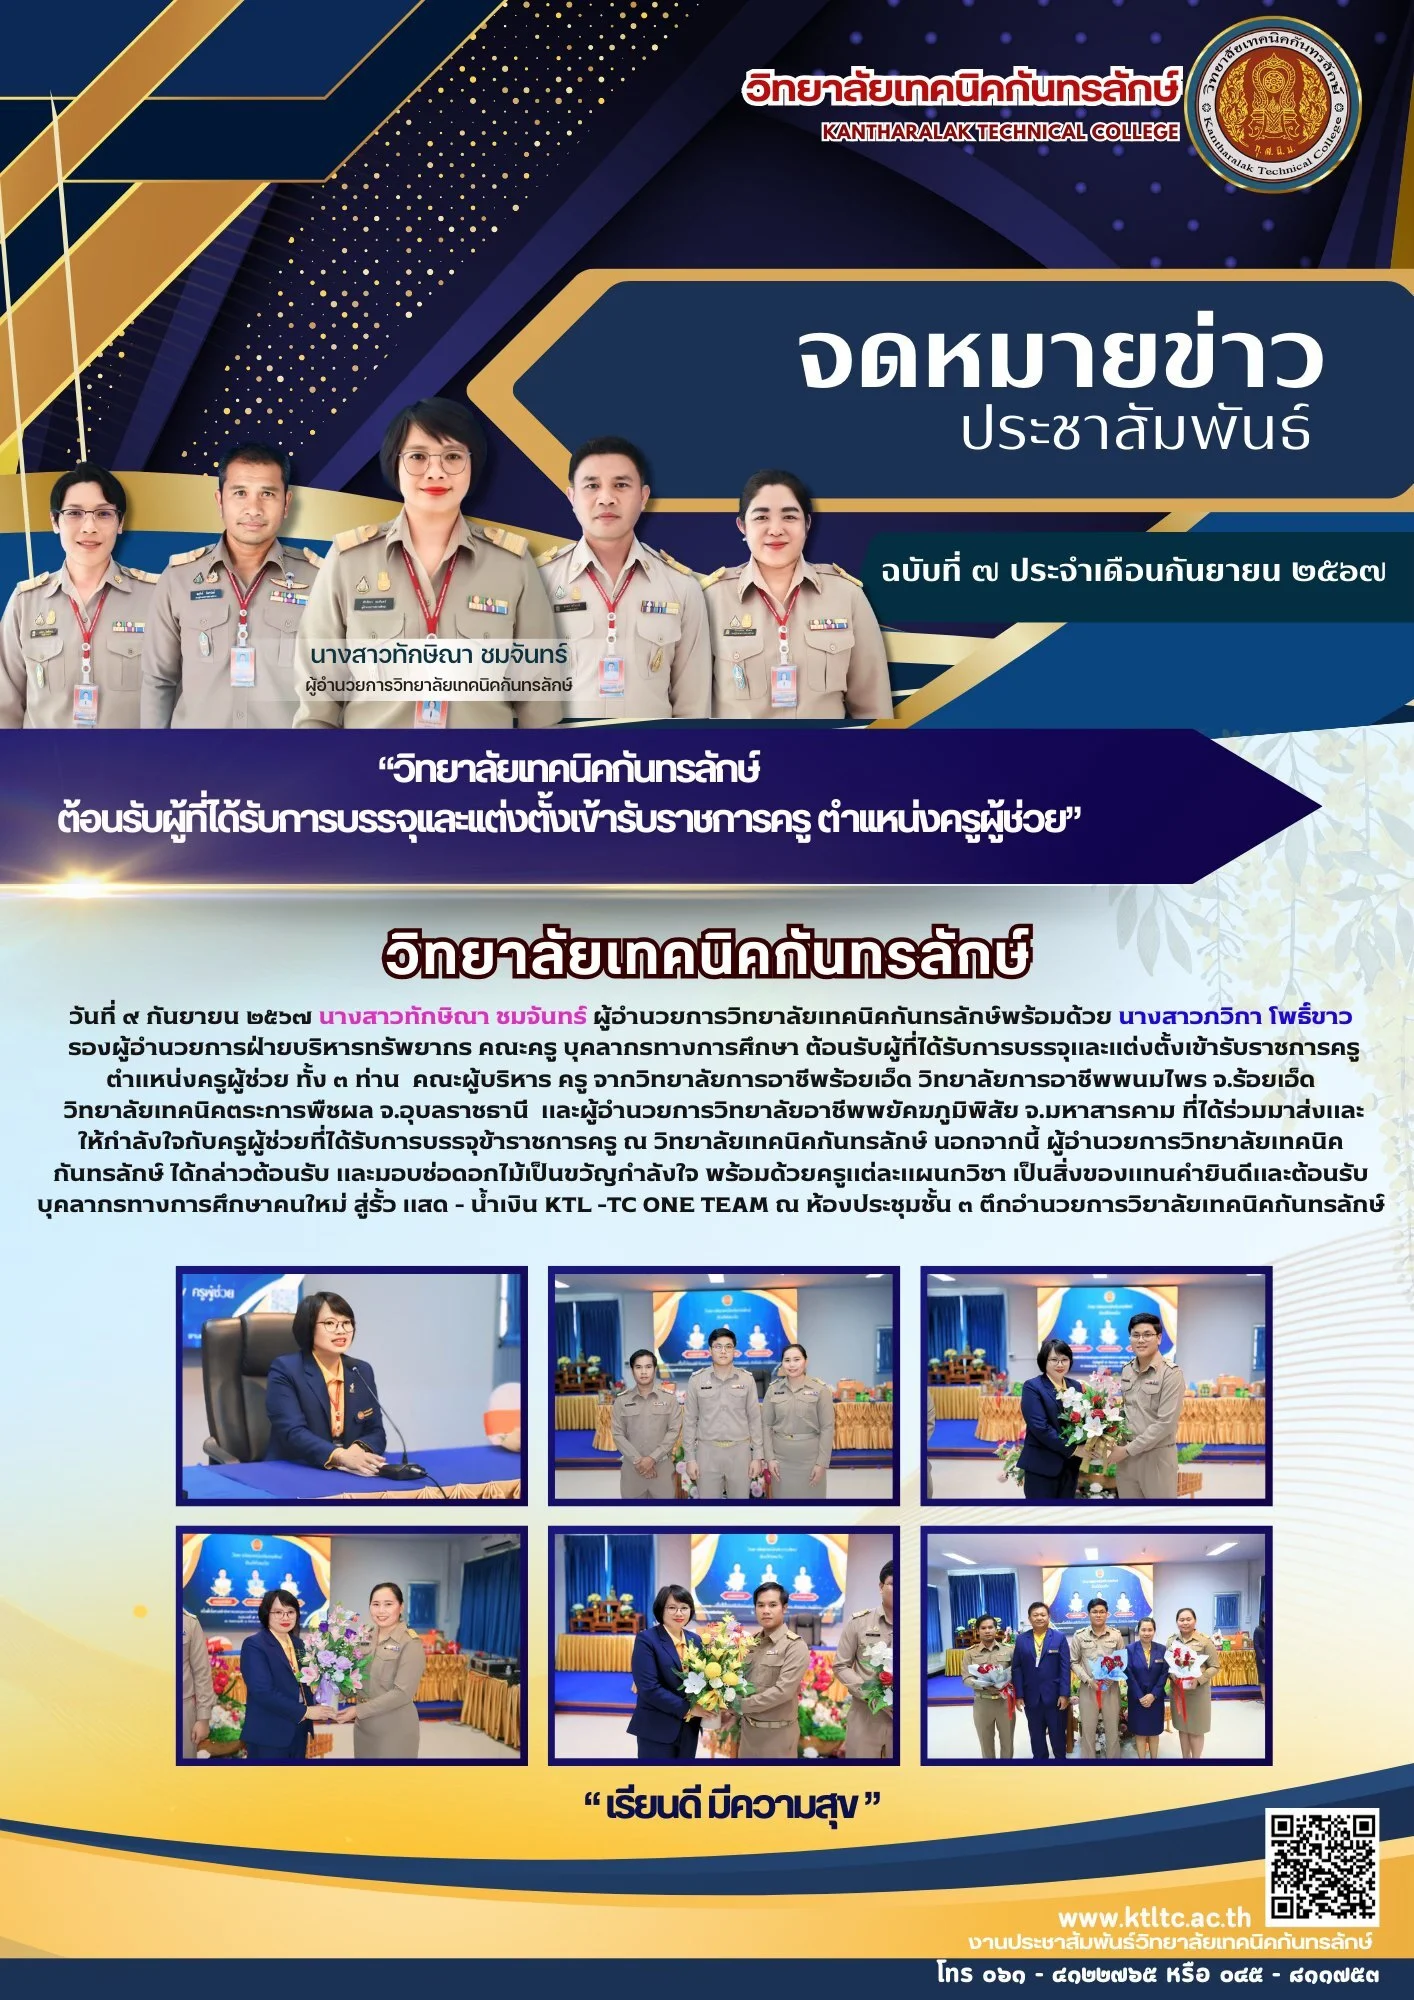 วิทยาลัยเทคนิคกันทรลักษ์
KANTHARALAK TECHNICAL COLLEGE
วิทยาลัยเทคนิคกันทรลักษ์
Kantharalak Technical College
จดหมายข่าว
ประชาสัมพันธ์
ฉบับที่ ๗ ประจำเดือนกันยายน ๒๕๖๗
นางสาวทักษิณา ชมจันทร์
ผู้อำนวยการวิทยาลัยเทคนิคกันทรลักษ์
“วิทยาลัยเทคนิคกันทรลักษ์
ต้อนรับผู้ที่ได้รับการบรรจุและแต่งตั้งเข้ารับราชการครู ตำแหน่งครูผู้ช่วย”
วิทยาลัยเทคนิคกันทรลักษ์
วันที่ ๙ กันยายน ๒๕๖๗ นางสาวทักษิณา ชมจันทร์ ผู้อำนวยการวิทยาลัยเทคนิคกันทรลักษ์พร้อมด้วย นางสาวภวิกา โพธิ์ขาว
รองผู้อำนวยการฝ่ายบริหารทรัพยากร คณะครู บุคลากรทางการศึกษา ต้อนรับผู้ที่ได้รับการบรรจุและแต่งตั้งเข้ารับราชการครู
ตำแหน่งครูผู้ช่วย ทั้ง ๓ ท่าน คณะผู้บริหาร ครู จากวิทยาลัยการอาชีพร้อยเอ็ด วิทยาลัยการอาชีพพนมไพร จ.ร้อยเอ็ด
วิทยาลัยเทคนิคตระการพืชผล จ.อุบลราชธานี และผู้อำนวยการวิทยาลัยอาชีพพยัคฆภูมิพิสัย จ.มหาสารคาม ที่ได้ร่วมมาส่งและ
ให้กำลังใจกับครูผู้ช่วยที่ได้รับการบรรจุข้าราชการครู ณ วิทยาลัยเทคนิคกันทรลักษ์ นอกจากนี้ ผู้อำนวยการวิทยาลัยเทคนิค
กันทรลักษ์ ได้กล่าวต้อนรับ และมอบช่อดอกไม้เป็นขวัญกำลังใจ พร้อมด้วยครูแต่ละแผนกวิชา เป็นสิ่งของแทนคำยินดีและต้อนรับ
บุคลากรทางการศึกษาคนใหม่ สู่รั้ว แสด - น้ำเงิน KTL -TC ONE TEAM ณ ห้องประชุมชั้น ๓ ตึกอำนวยการวิยาลัยเทคนิคกันทรลักษ์
ครูผู้ช่วย
“ เรียนดี มีความสุข ”
www.ktltc.ac.th
งานประชาสัมพันธ์วิทยาลัยเทคนิคกันทรลักษ์
โทร ๐๖๑ - ๔๑๒๒๗๖๕ หรือ ๐๔๕ - ๘๑๑๗๕๓